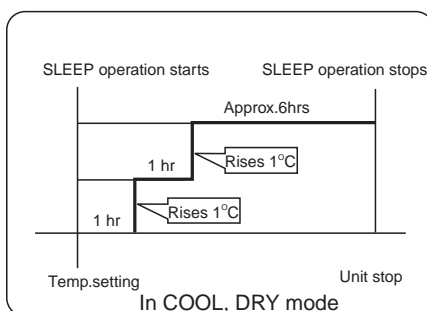 SLEEP operation starts
SLEEP operation stops
Approx.6hrs
1 hr
Rises 1°C
1 hr
Rises 1°C
Temp.setting
Unit stop
In COOL, DRY mode